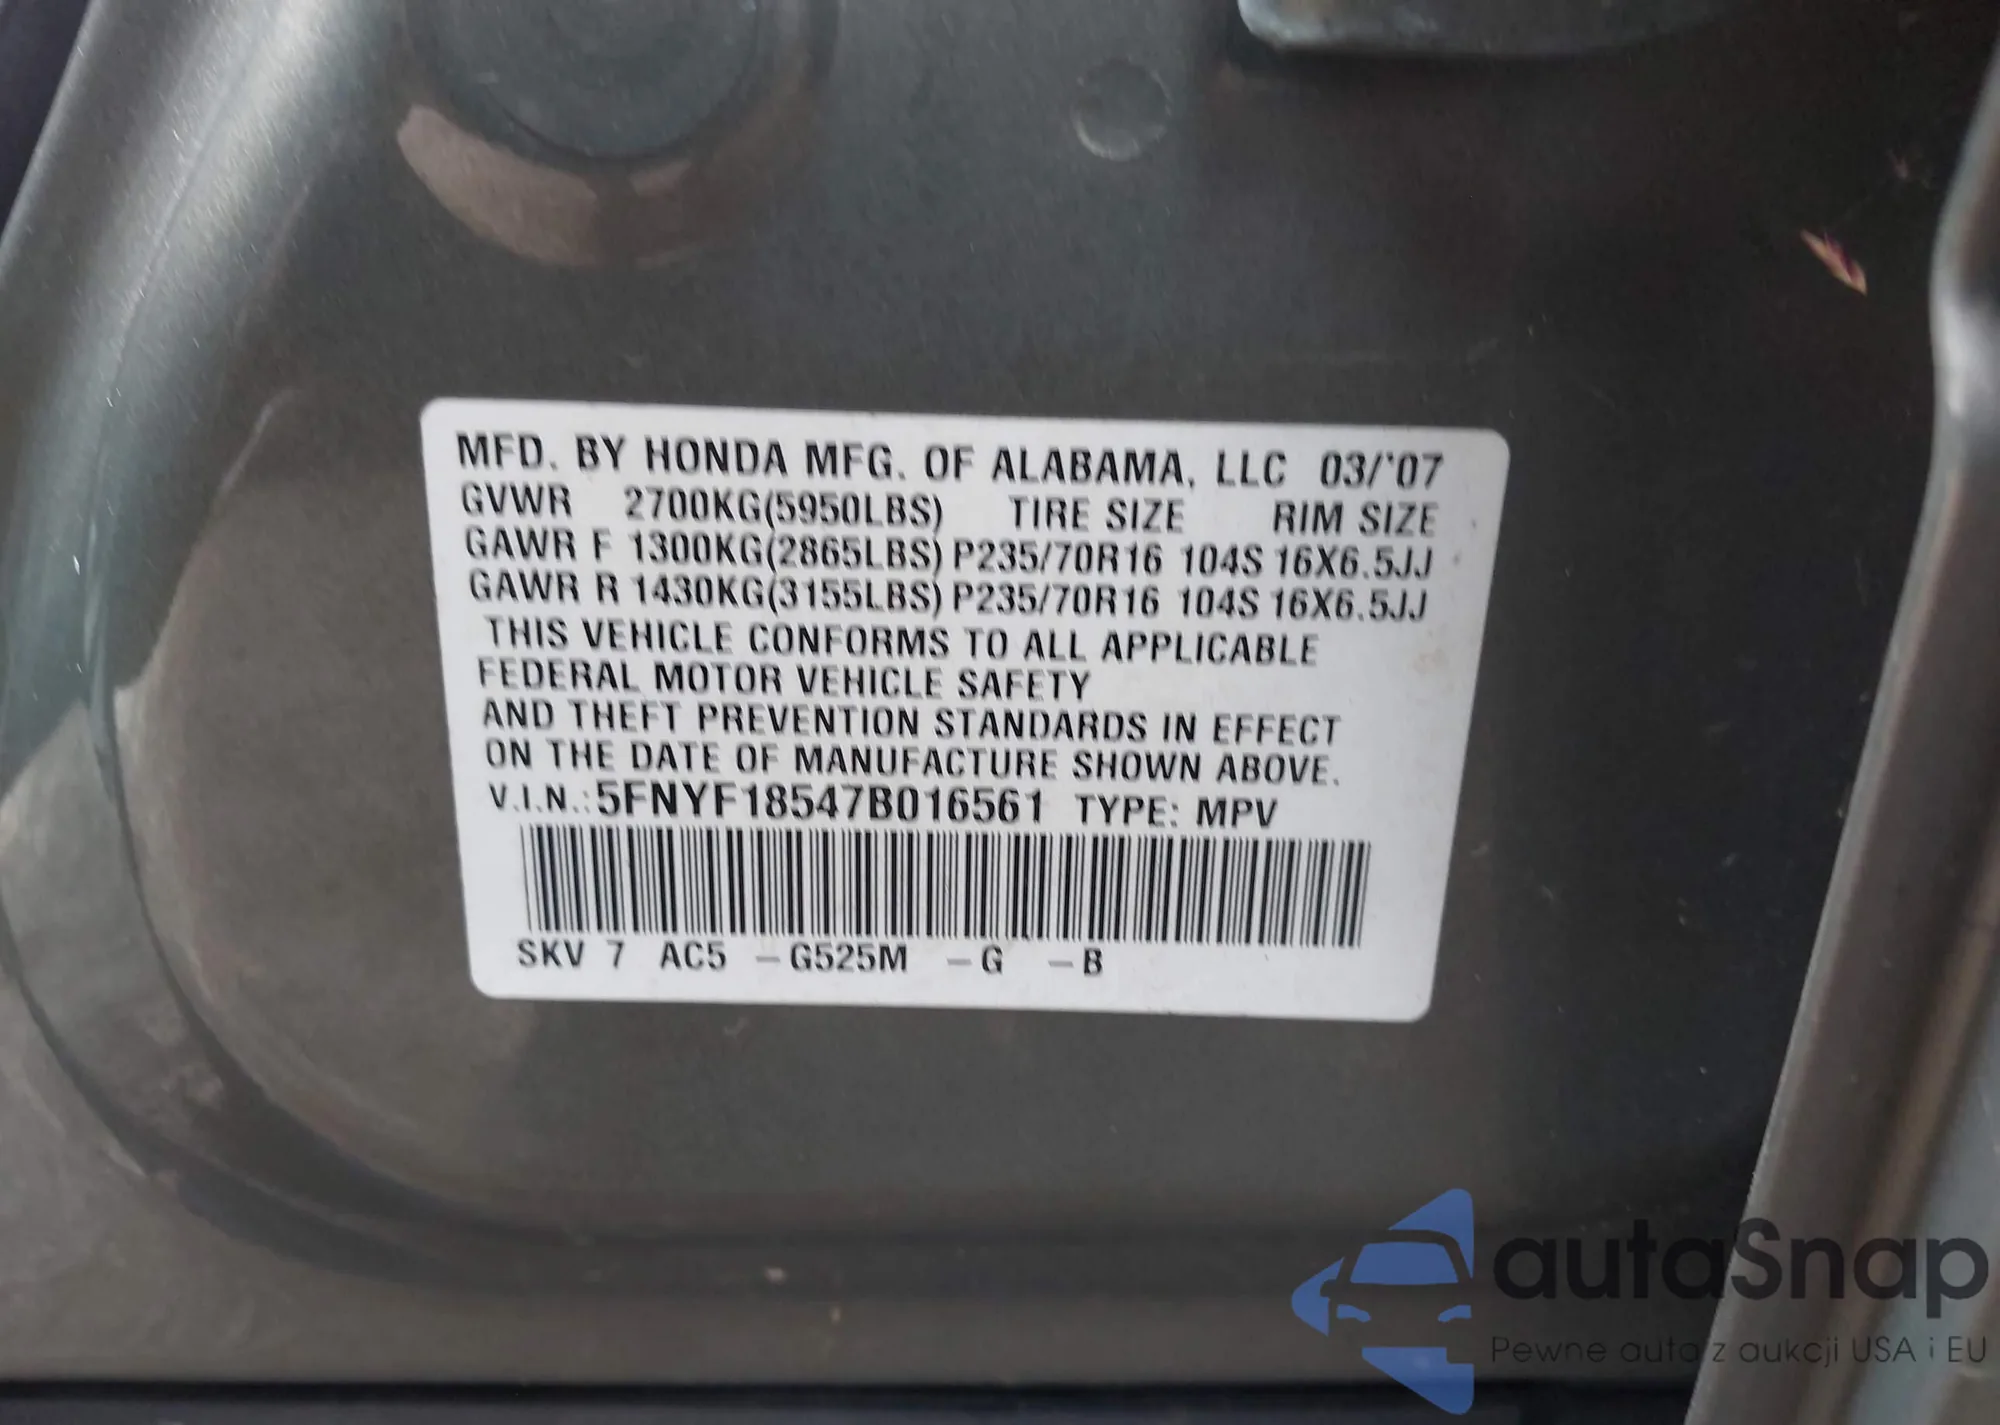 MFD. BY HONDA MFG. OF ALABAMA, LLC 03/'07
GVWR 2700KG(5950LBS) TIRE SIZE RIM SIZE
GAWR F 1300KG(2865LBS) P235/70R16 104S 16X6.5JJ
GAWR R 1430KG(3155LBS) P235/70R16 104S 16X6.5JJ
THIS VEHICLE CONFORMS TO ALL APPLICABLE
FEDERAL MOTOR VEHICLE SAFETY
AND THEFT PREVENTION STANDARDS IN EFFECT
ON THE DATE OF MANUFACTURE SHOWN ABOVE.
V.I.N.:5FNYF18547B016561 TYPE: MPV
SKV 7 AC5 -G525M -G -B
autaSnap
Pewne auta z aukcji USA i EU